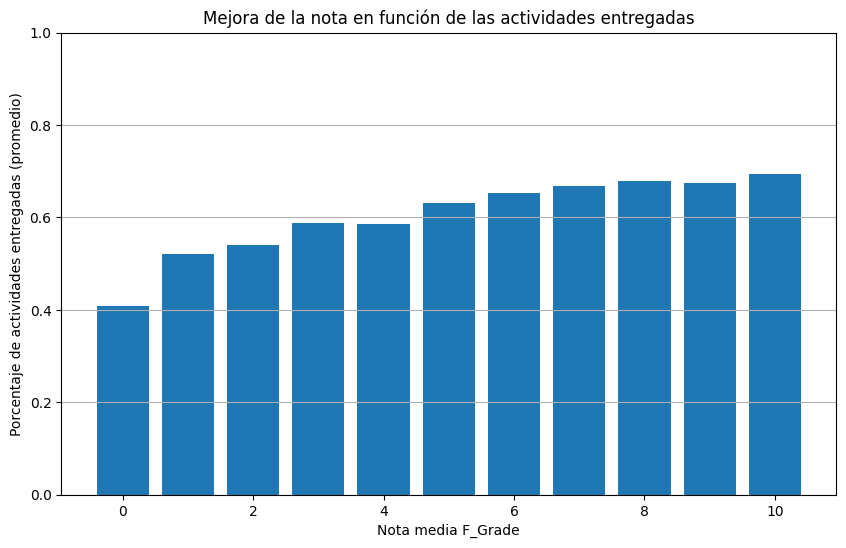 Mejora de la nota en función de las actividades entregadas
Porcentaje de actividades entregadas (promedio)
1.0
0.8
0.6
0.4
0.2
0.0
0 2 4 6 8 10
Nota media F_Grade